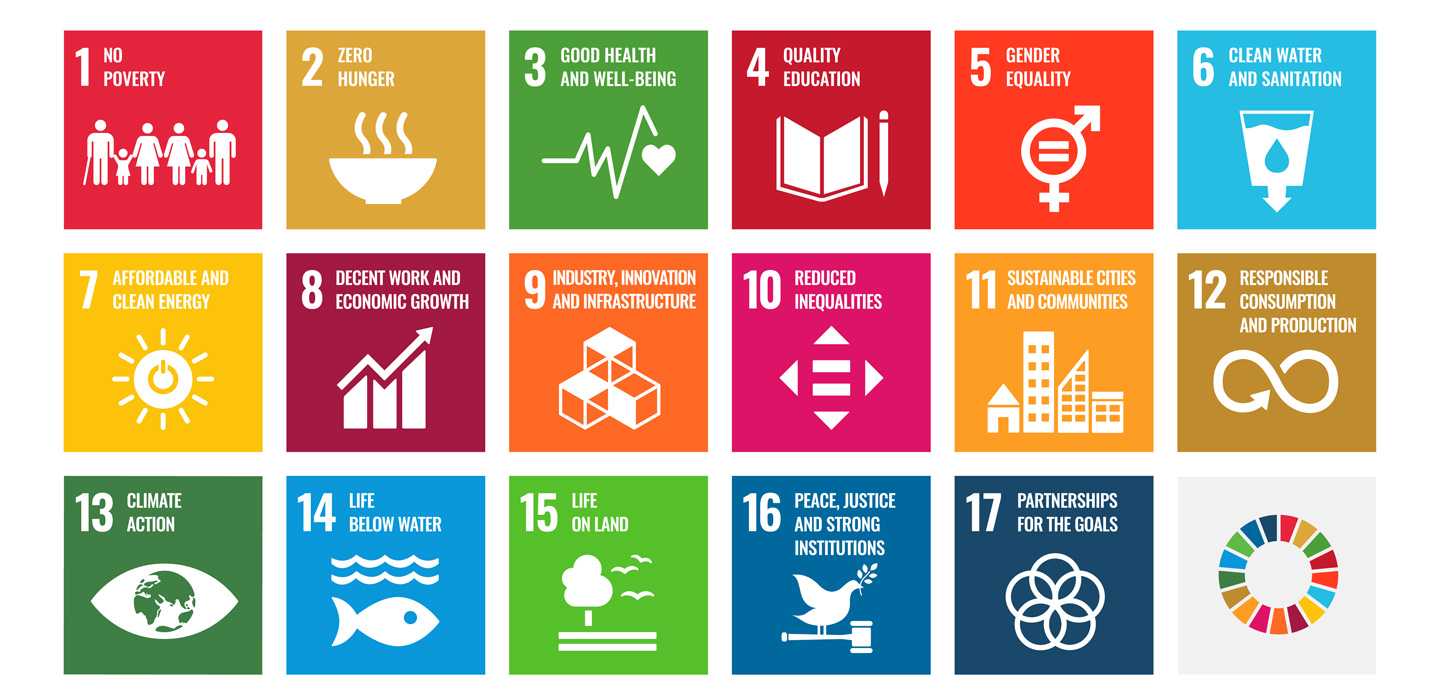 1 NO
POVERTY
2 ZERO
HUNGER
3 GOOD HEALTH
AND WELL-BEING
4 QUALITY
EDUCATION
5 GENDER
EQUALITY
6 CLEAN WATER
AND SANITATION
7 AFFORDABLE AND
CLEAN ENERGY
8 DECENT WORK AND
ECONOMIC GROWTH
9 INDUSTRY, INNOVATION
AND INFRASTRUCTURE
10 REDUCED
INEQUALITIES
11 SUSTAINABLE CITIES
AND COMMUNITIES
12 RESPONSIBLE
CONSUMPTION
AND PRODUCTION
13 CLIMATE
ACTION
14 LIFE
BELOW WATER
15 LIFE
ON LAND
16 PEACE, JUSTICE
AND STRONG
INSTITUTIONS
17 PARTNERSHIPS
FOR THE GOALS